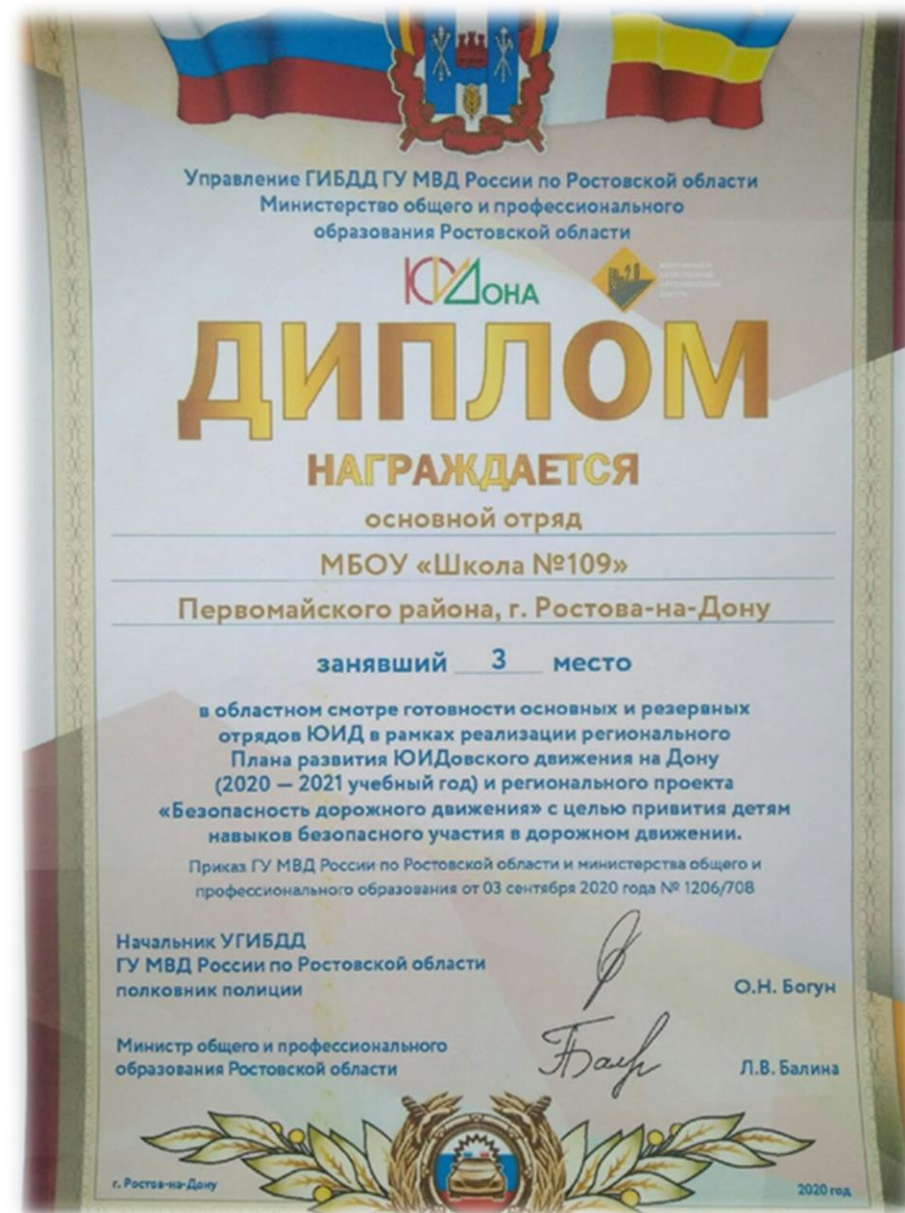 Управление ГИБДД ГУ МВД России по Ростовской области
Министерство общего и профессионального
образования Ростовской области
ЮИДОНА
ДИПЛОМ
НАГРАЖДАЕТСЯ
основной отряд
МБОУ «Школа №109»
Первомайского района, г. Ростова-на-Дону
занявший 3 место
в областном смотре готовности основных и резервных
отрядов ЮИД в рамках реализации регионального
Плана развития ЮИДовского движения на Дону
(2020 — 2021 учебный год) и регионального проекта
«Безопасность дорожного движения» с целью привития детям
навыков безопасного участия в дорожном движении.
Приказ ГУ МВД России по Ростовской области и министерства общего и
профессионального образования от 03 сентября 2020 года № 1206/708
Начальник УГИБДД
ГУ МВД России по Ростовской области
полковник полиции
О.Н. Богун
Министр общего и профессионального
образования Ростовской области
Л.В. Балина
г. Ростов-на-Дону
2020 год